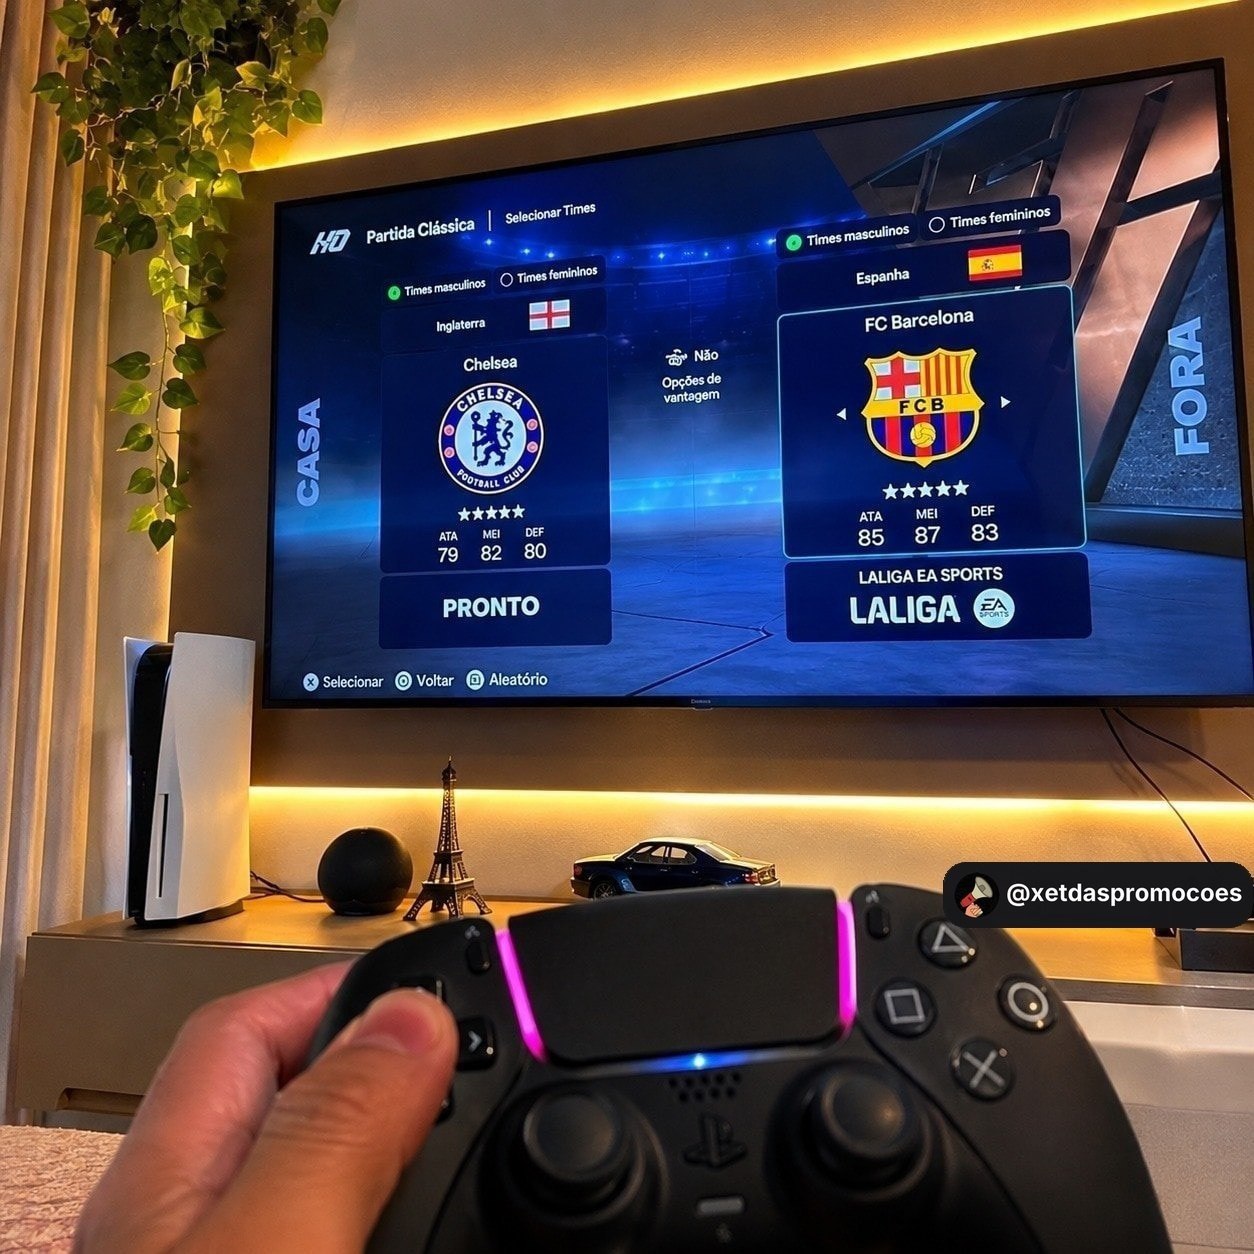 Partida Clássica | Selecionar Times
Times masculinos Times femininos
Inglaterra
Chelsea
CHELSEA
FOOTBALL CLUB
ATA MEI DEF
79 82 80
PRONTO
CASA
Não
Opções de
vantagem
Times masculinos Times femininos
Espanha
FC Barcelona
FCB
ATA MEI DEF
85 87 83
LALIGA EA SPORTS
LALIGA EA SPORTS
FORA
Selecionar Voltar Aleatório
@xetdaspromocoes